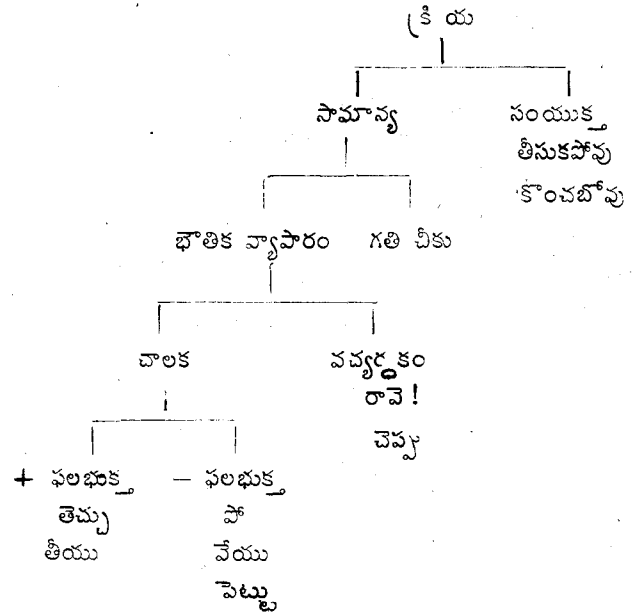 క్రియ
సామాన్య సంయుక్త
తీసుకపోవు
కొంచబోవు
భౌతిక వ్యాపారం గతి చీకు
చాలక వచ్యర్థకం
రావె !
చెప్పు
+ ఫలభుక్త – ఫలభుక్త
తెచ్చు పో
తీయు వేయు
పెట్టు